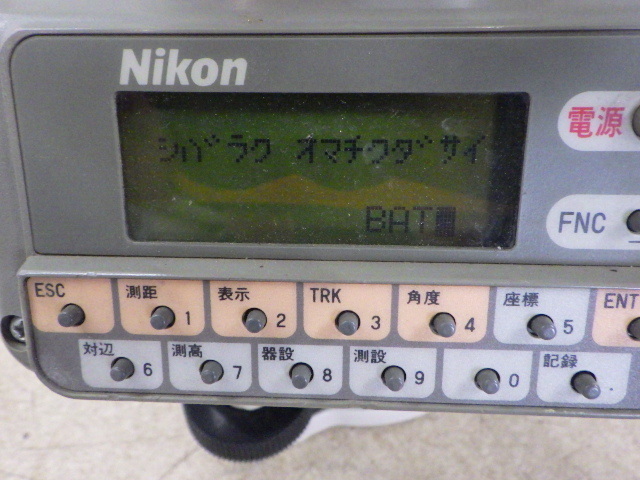 Nikon
シバラク オマチクダサイ
BAT
電源
FNC
ESC
測距 1
表示 2
TRK 3
角度 4
座標 5
ENT
対辺 6
測高 7
器設 8
測設 9
0
記録